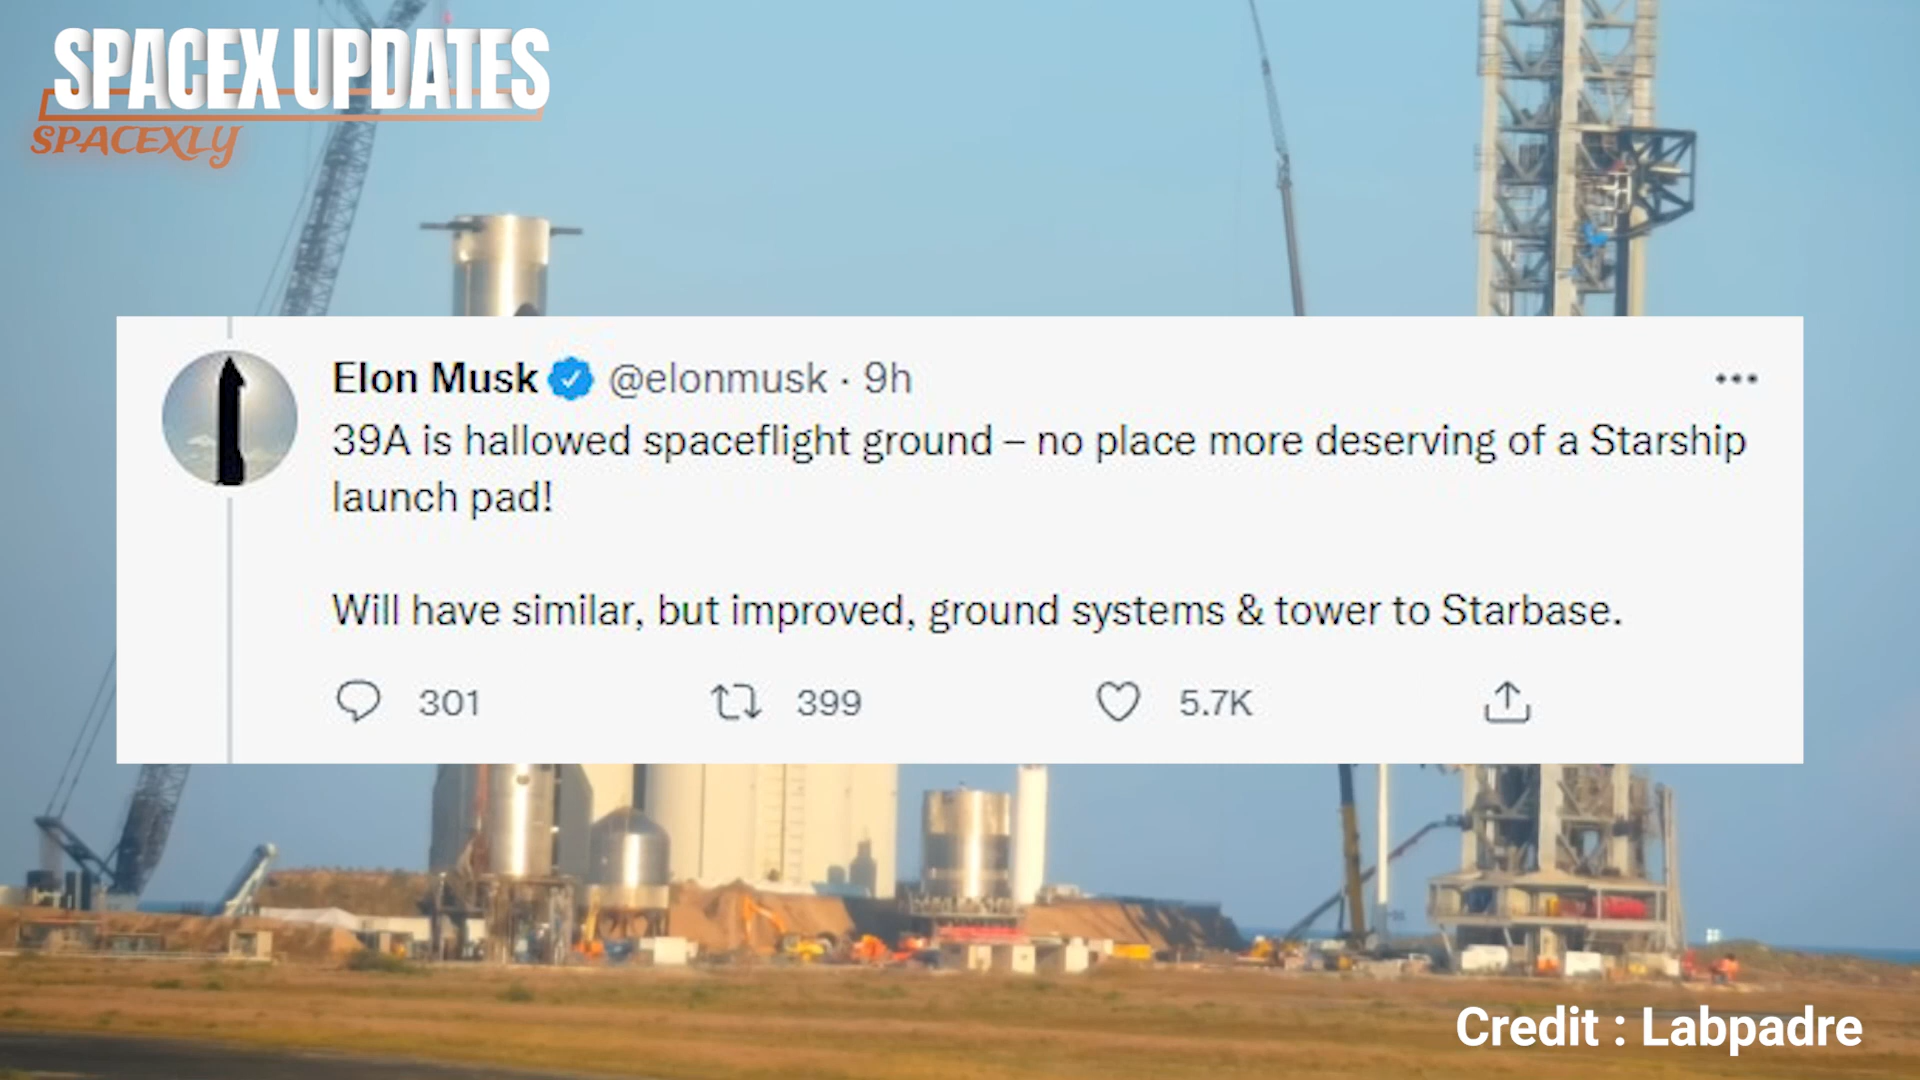 SPACEX UPDATES
SPACEXLY
Elon Musk @elonmusk · 9h
39A is hallowed spaceflight ground – no place more deserving of a Starship
launch pad!
Will have similar, but improved, ground systems & tower to Starbase.
301 399 5.7K
Credit : Labpadre